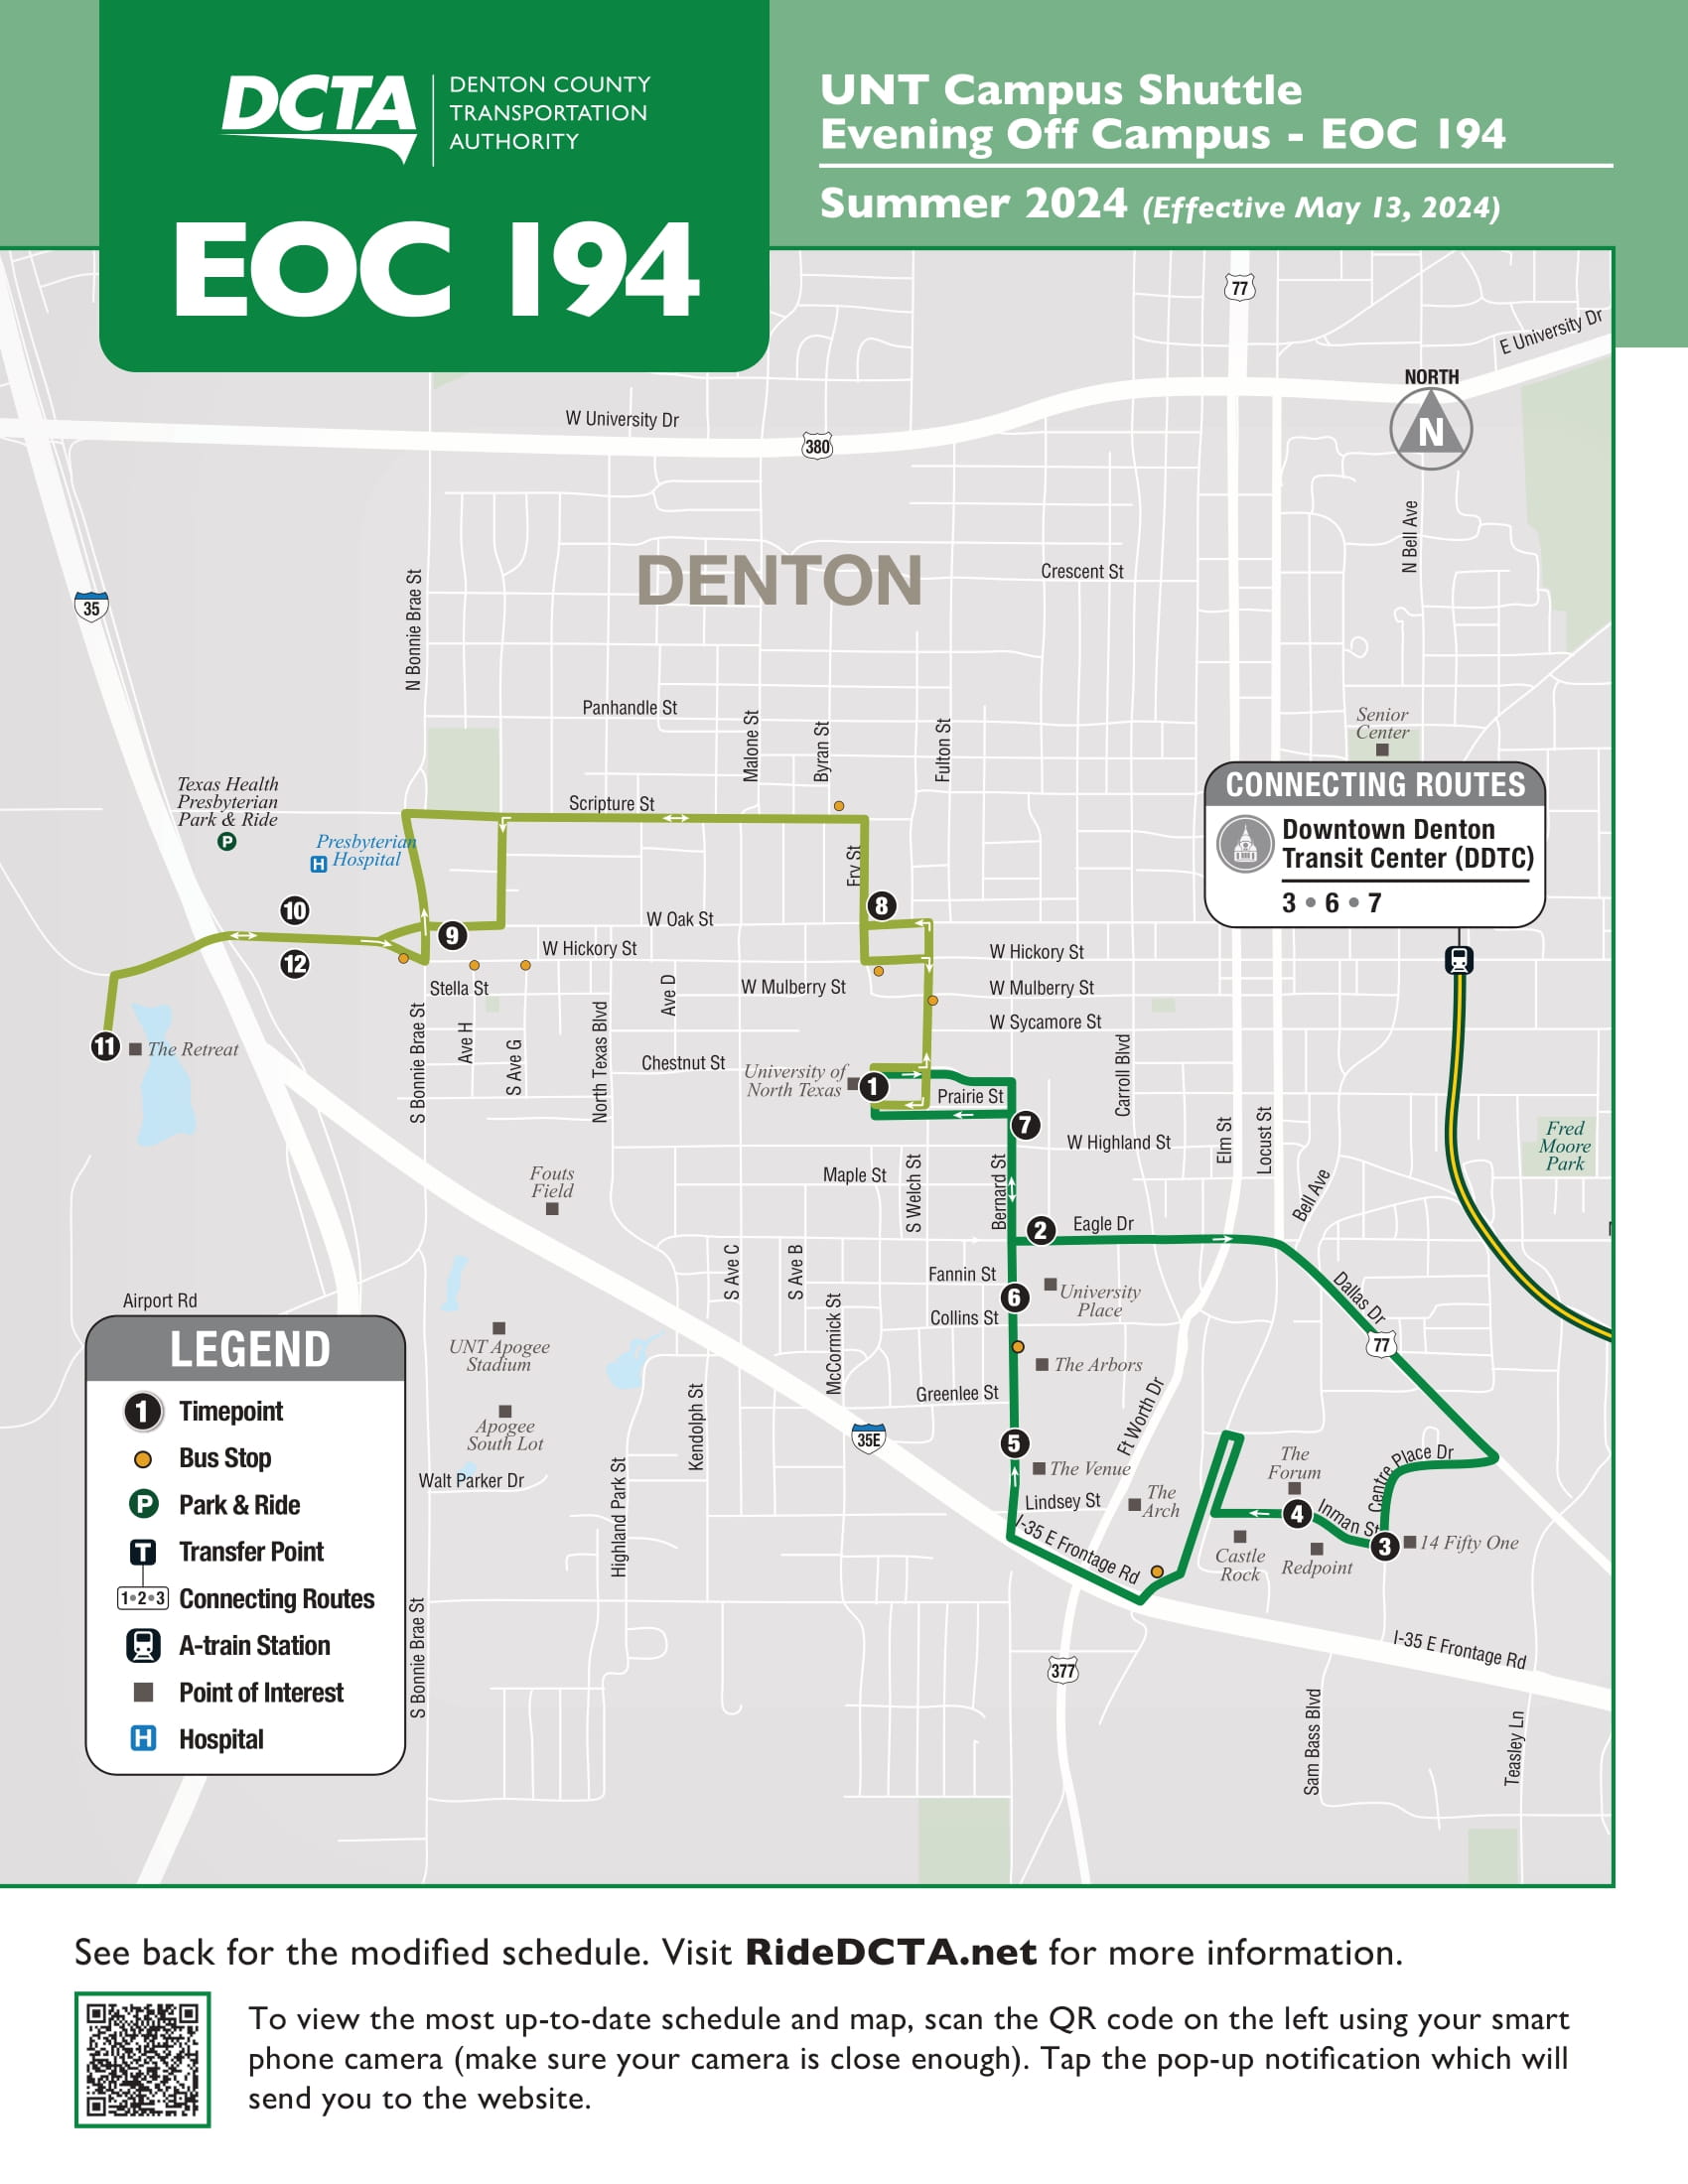 DCTA
DENTON COUNTY
TRANSPORTATION
AUTHORITY
EOC 194
UNT Campus Shuttle
Evening Off Campus - EOC 194
Summer 2024 (Effective May 13, 2024)
77
E University Dr
NORTH
N
W University Dr
380
N Bell Ave
DENTON
Crescent St
35
N Bonnie Brae St
Panhandle St
Malone St
Byran St
Fulton St
Senior
Center
CONNECTING ROUTES
Downtown Denton
Transit Center (DDTC)
3 • 6 • 7
Texas Health
Presbyterian
Park & Ride
P
Presbyterian
H Hospital
Scripture St
Fry St
8
10
W Oak St
9
12
W Hickory St
W Hickory St
Stella St
Ave D
W Mulberry St
W Mulberry St
W Sycamore St
11
The Retreat
S Bonnie Brae St
Ave H
S Ave G
North Texas Blvd
Chestnut St
University of
North Texas
1
Prairie St
Carroll Blvd
7
W Highland St
Elm St
Locust St
Bell Ave
Fred
Moore
Park
Fouts
Field
Maple St
S Welch St
Bernard St
2
Eagle Dr
S Ave C
S Ave B
Fannin St
University
Place
6
Collins St
Dallas Dr
77
Airport Rd
McCormick St
The Arbors
UNT Apogee
Stadium
Greenlee St
Kendolph St
Ft Worth Dr
Apogee
South Lot
35E
5
The Venue
The
Forum
Centre Place Dr
Walt Parker Dr
Highland Park St
Lindsey St
The
Arch
4
Inman St
3
14 Fifty One
I-35 E Frontage Rd
Castle
Rock
Redpoint
S Bonnie Brae St
I-35 E Frontage Rd
377
Sam Bass Blvd
Teasley Ln
LEGEND
1 Timepoint
Bus Stop
P Park & Ride
T Transfer Point
1•2•3 Connecting Routes
A-train Station
Point of Interest
H Hospital
See back for the modified schedule. Visit RideDCTA.net for more information.
To view the most up-to-date schedule and map, scan the QR code on the left using your smart
phone camera (make sure your camera is close enough). Tap the pop-up notification which will
send you to the website.